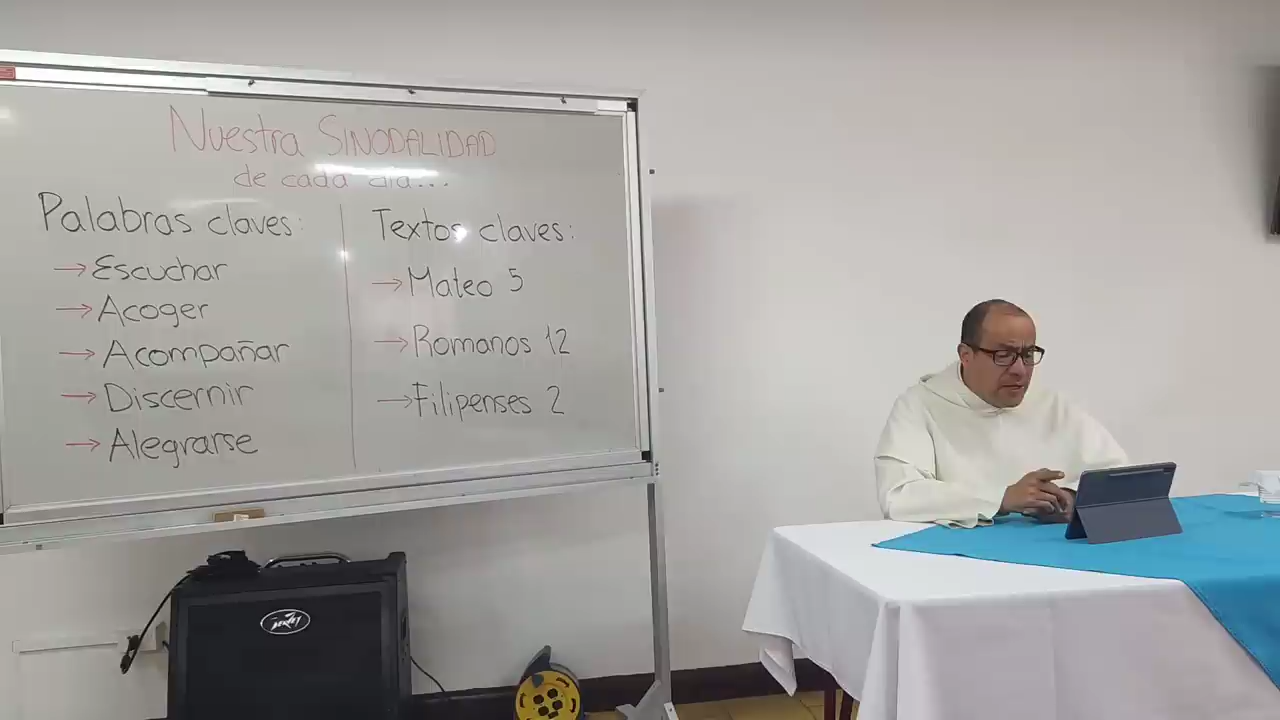 Nuestra SINODALIDAD
de cada día...
Palabras claves:
→Escuchar
→Acoger
→Acompañar
→Discernir
→Alegrarse
Textos claves:
→Mateo 5
→Romanos 12
→Filipenses 2
PEAVEY